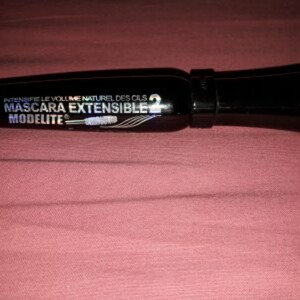 INTENSIFIE LE VOLUME NATUREL DES CILS
MASCARA EXTENSIBLE 2
MODELITE®